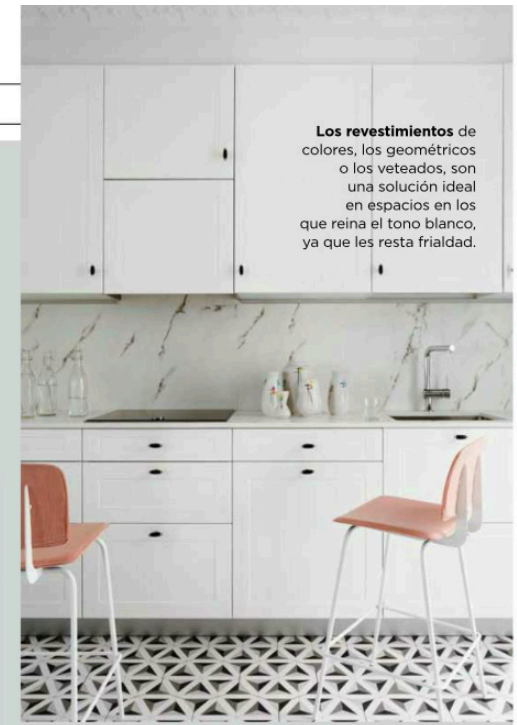 Los revestimientos de
colores, los geométricos
o los veteados, son
una solución ideal
en espacios en los
que reina el tono blanco,
ya que les resta frialdad.